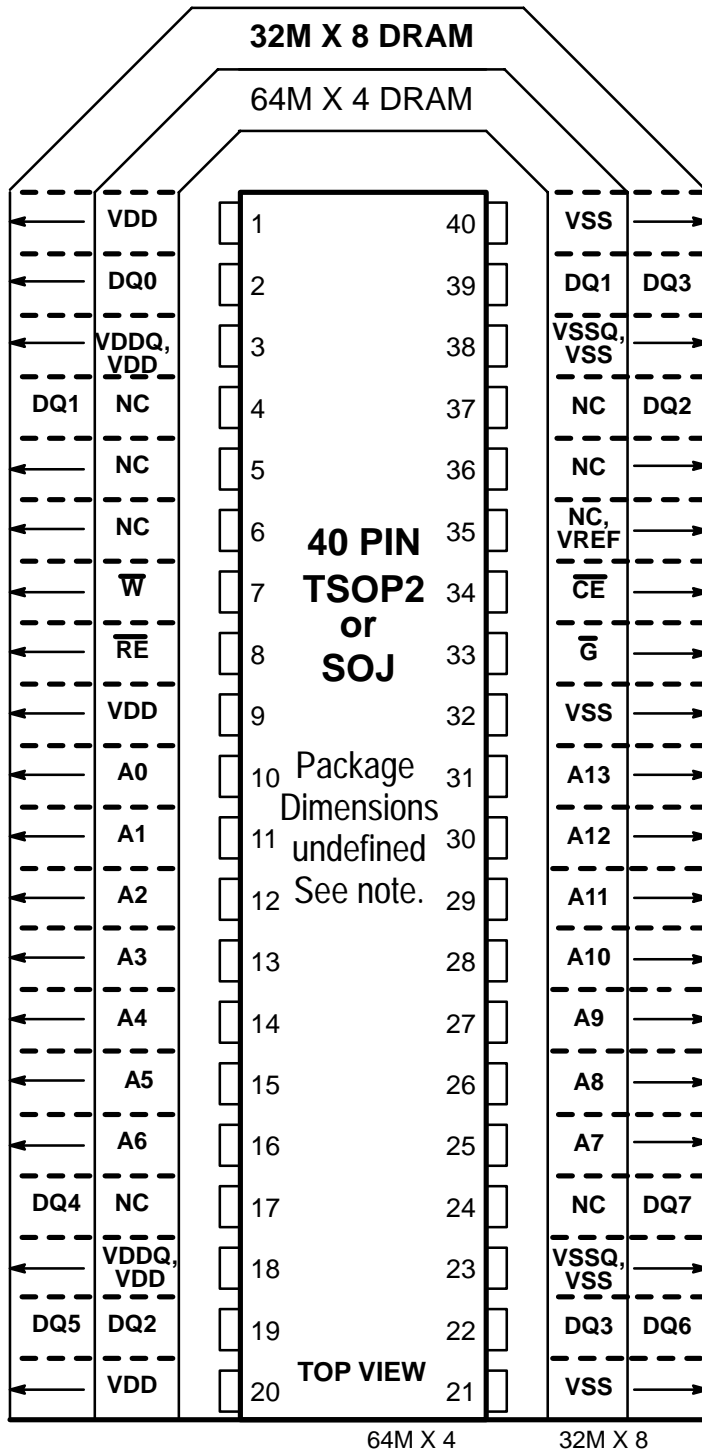 32M X 8 DRAM
64M X 4 DRAM
VDD 1 40 VSS
DQ0 2 39 DQ1 DQ3
VDDQ, VDD 3 38 VSSQ, VSS
DQ1 NC 4 37 NC DQ2
NC 5 36 NC
NC 6 35 NC, VREF
W̅ 7 34 C̅E̅
R̅E̅ 8 33 G̅
VDD 9 32 VSS
A0 10 31 A13
A1 11 30 A12
A2 12 29 A11
A3 13 28 A10
A4 14 27 A9
A5 15 26 A8
A6 16 25 A7
DQ4 NC 17 24 NC DQ7
VDDQ, VDD 18 23 VSSQ, VSS
DQ5 DQ2 19 22 DQ3 DQ6
VDD 20 21 VSS
40 PIN
TSOP2
or
SOJ
Package
Dimensions
undefined
See note.
TOP VIEW
64M X 4 32M X 8